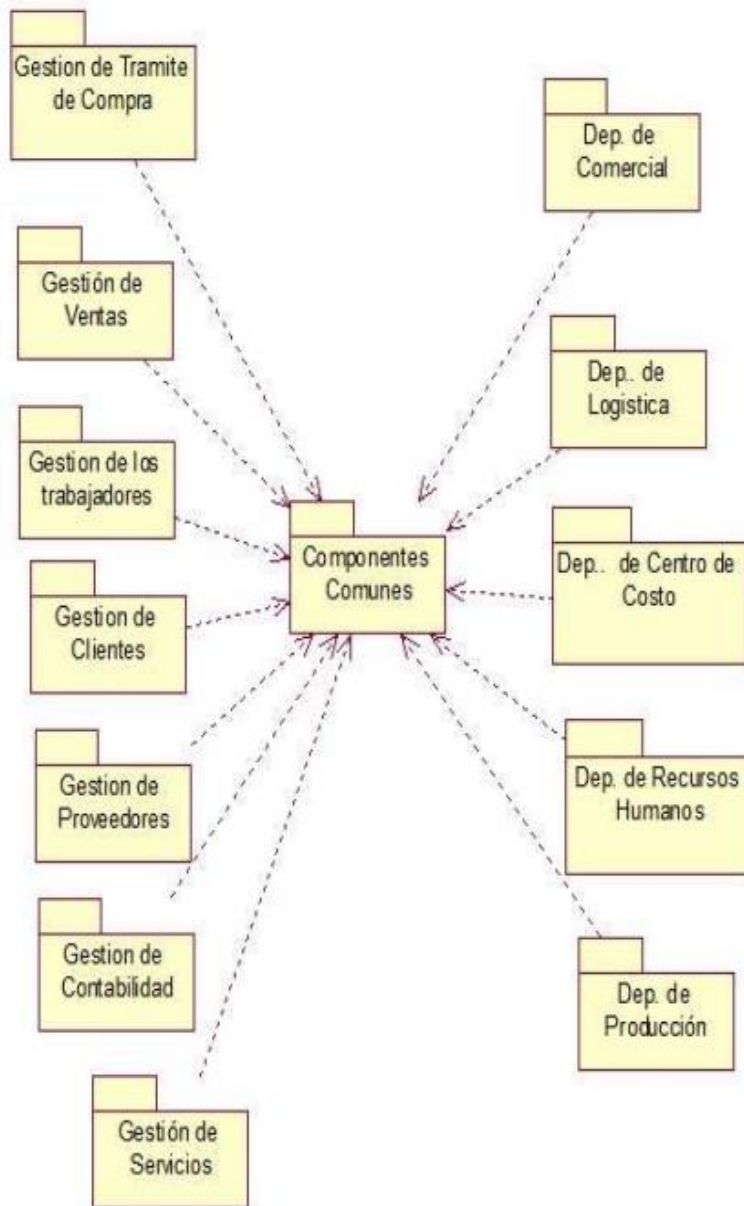 Gestion de Tramite
de Compra
Gestión de
Ventas
Gestion de los
trabajadores
Gestion de
Clientes
Gestion de
Proveedores
Gestion de
Contabilidad
Gestión de
Servicios
Componentes
Comunes
Dep. de
Comercial
Dep.. de
Logistica
Dep.. de Centro de
Costo
Dep. de Recursos
Humanos
Dep. de
Producción